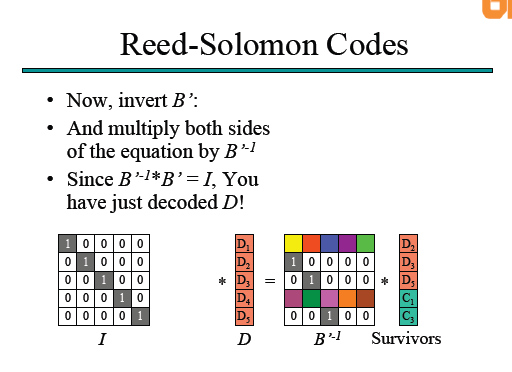 Reed-Solomon Codes
• Now, invert B’:
• And multiply both sides
of the equation by B’-1
• Since B’-1*B’ = I, You
have just decoded D!
1 0 0 0 0 D1 D2
0 1 0 0 0 D2 1 0 0 0 0 D3
0 0 1 0 0 * D3 = 0 1 0 0 0 * D5
0 0 0 1 0 D4 C1
0 0 0 0 1 D5 0 0 1 0 0 C3
I D B’-1 Survivors